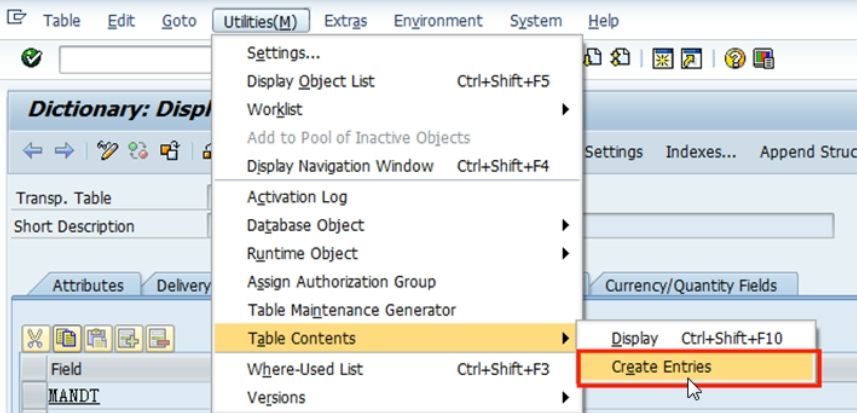 Table Edit Goto Utilities(M) Extras Environment System Help
Settings...
Display Object List Ctrl+Shift+F5
Worklist
Add to Pool of Inactive Objects
Display Navigation Window Ctrl+Shift+F4
Activation Log
Database Object
Runtime Object
Assign Authorization Group
Table Maintenance Generator
Table Contents
Where-Used List Ctrl+Shift+F3
Versions
Display Ctrl+Shift+F10
Create Entries
Dictionary: Displ
Settings Indexes... Append Struc
Transp. Table
Short Description
Attributes Delivery Currency/Quantity Fields
Field
MANDT